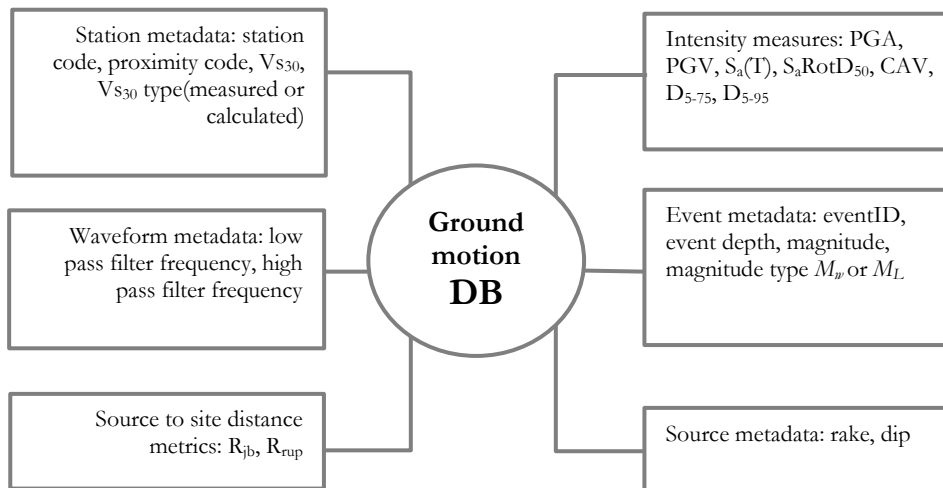 Station metadata: station
code, proximity code, Vs30,
Vs30 type(measured or
calculated)
Waveform metadata: low
pass filter frequency, high
pass filter frequency
Source to site distance
metrics: Rjb, Rrup
Ground
motion
DB
Intensity measures: PGA,
PGV, Sa(T), SaRotD50, CAV,
D5-75, D5-95
Event metadata: eventID,
event depth, magnitude,
magnitude type Mw or ML
Source metadata: rake, dip